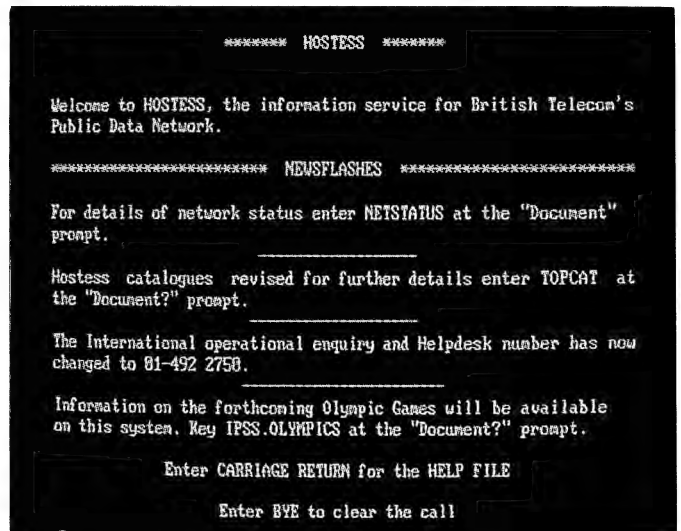 ******* HOSTESS *******
Welcome to HOSTESS, the information service for British Telecom's
Public Data Network.
************************* NEWSFLASHES ***************************
For details of network status enter NETSTATUS at the "Document"
prompt.
Hostess catalogues revised for further details enter TOPCAT at
the "Document?" prompt.
The International operational enquiry and Helpdesk number has now
changed to 01-492 2750.
Information on the forthcoming Olympic Games will be available
on this system. Key IPSS.OLYMPICS at the "Document?" prompt.
Enter CARRIAGE RETURN for the HELP FILE
Enter BYE to clear the call